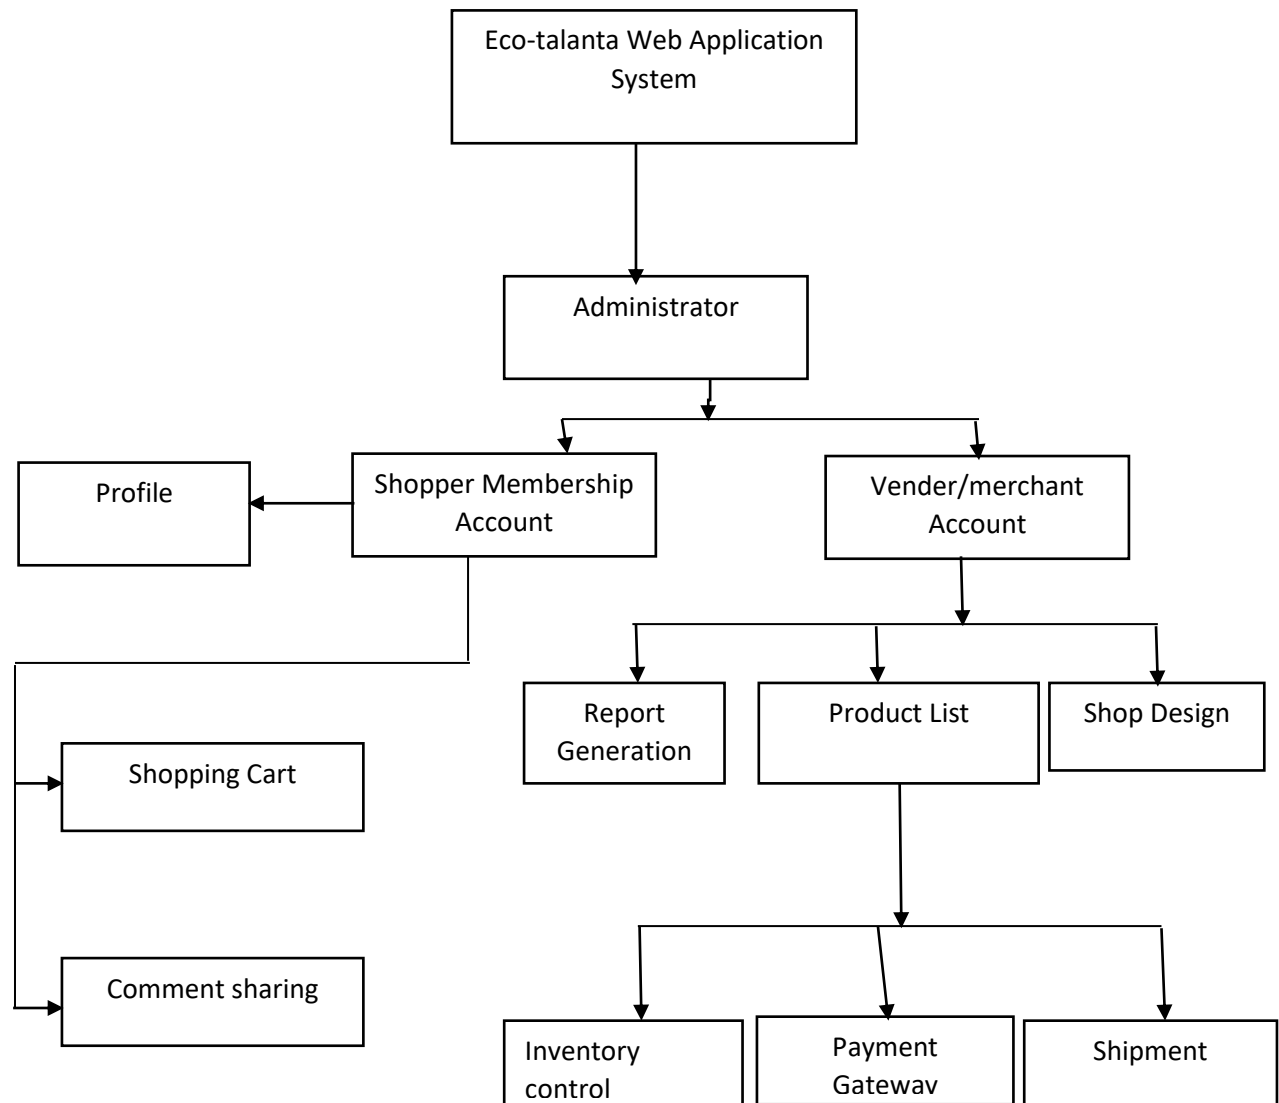 Eco-talanta Web Application
System
Administrator
Profile
Shopper Membership
Account
Vender/merchant
Account
Report
Generation
Product List
Shop Design
Shopping Cart
Comment sharing
Inventory
control
Payment
Gateway
Shipment